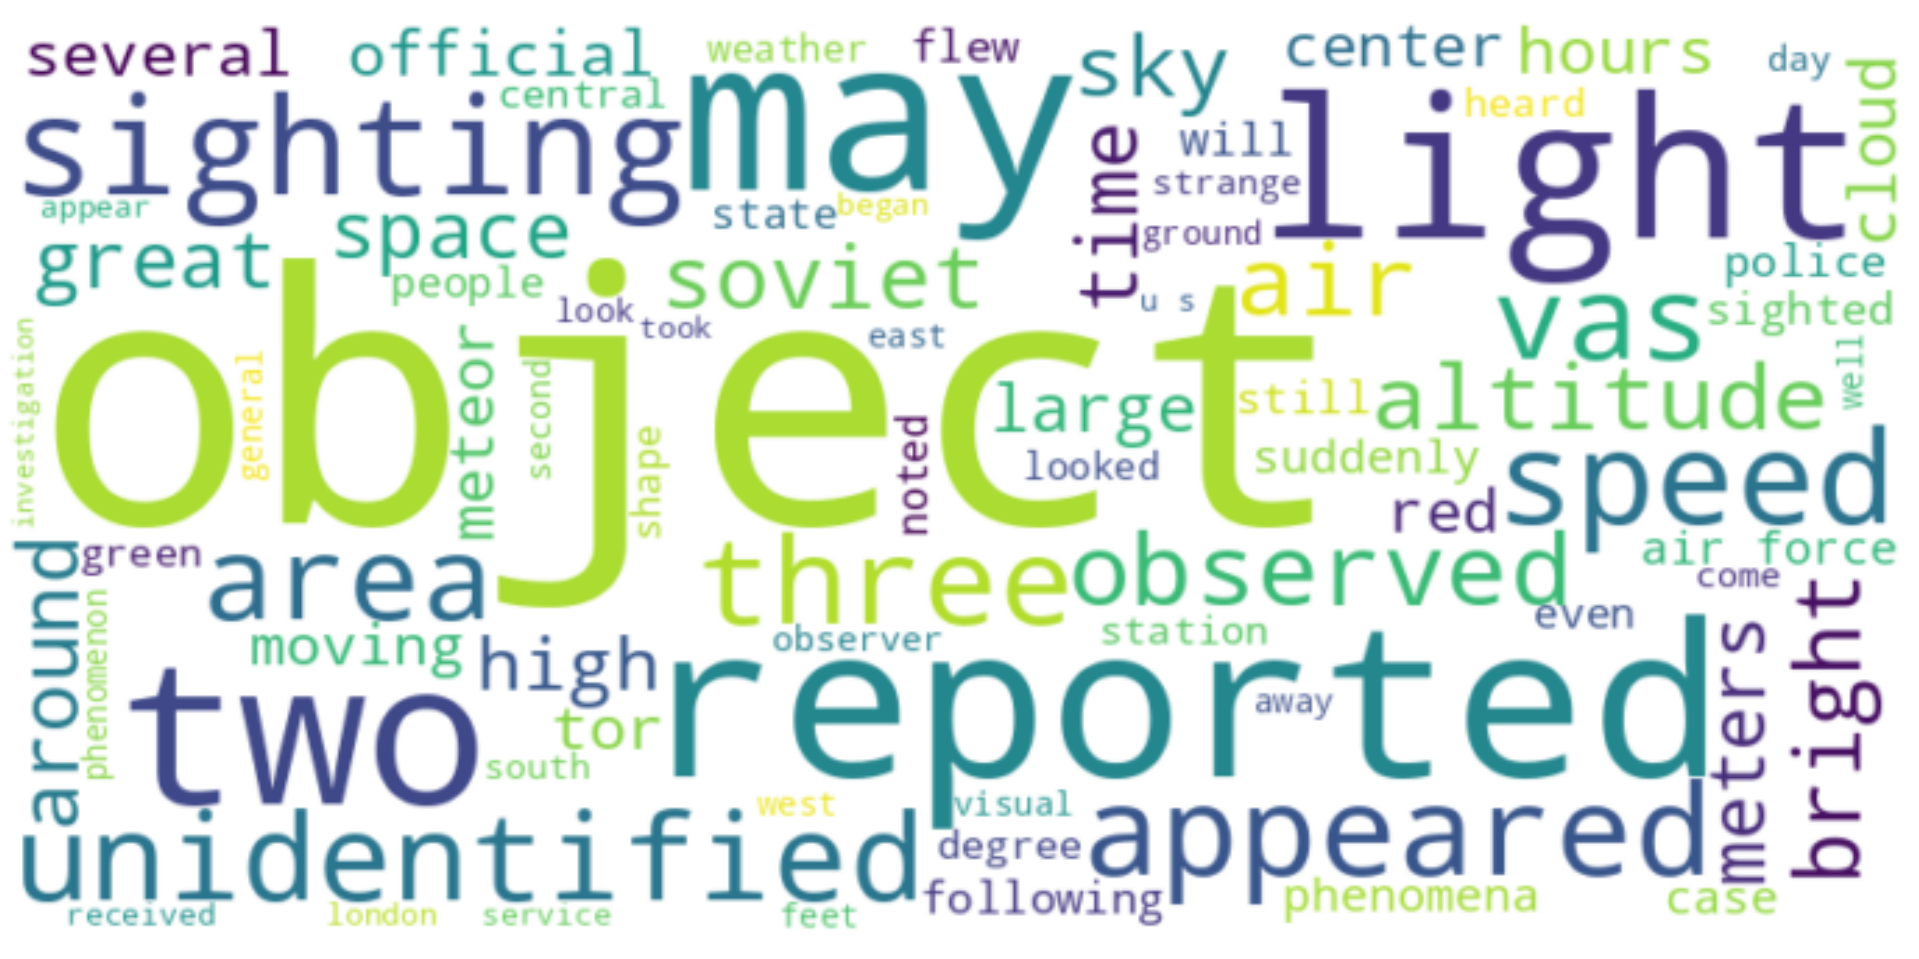 several
official
weather
flew
sky
center
hours
day
central
may
heard
cloud
sighting
light
will
time
strange
appear
space
state
began
ground
great
people
soviet
air
police
look
took
u s
vas
sighted
object
east
investigation
general
meteor
second
shape
noted
large
still
altitude
well
looked
suddenly
red
speed
green
area
three
observed
air force
come
around
phenomenon
moving
high
observer
station
even
meters
bright
two
tor
reported
away
south
unidentified
west
visual
degree
appeared
following
phenomena
case
received
london
service
feet